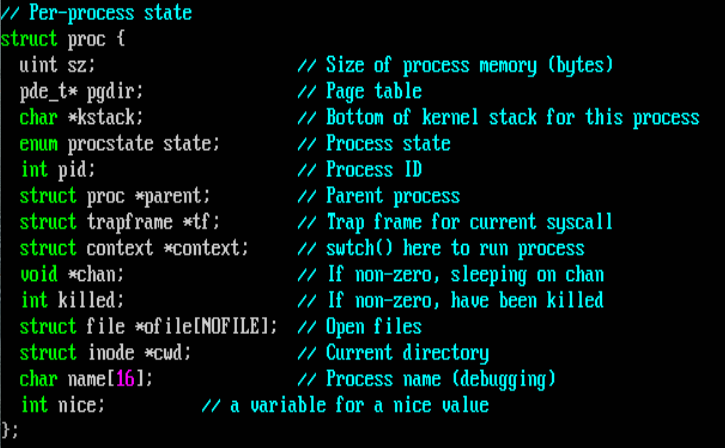 // Per-process state
struct proc {
  uint sz;                     // Size of process memory (bytes)
  pde_t* pgdir;                // Page table
  char *kstack;                // Bottom of kernel stack for this process
  enum procstate state;        // Process state
  int pid;                     // Process ID
  struct proc *parent;         // Parent process
  struct trapframe *tf;        // Trap frame for current syscall
  struct context *context;     // swtch() here to run process
  void *chan;                  // If non-zero, sleeping on chan
  int killed;                  // If non-zero, have been killed
  struct file *ofile[NOFILE];  // Open files
  struct inode *cwd;           // Current directory
  char name[16];               // Process name (debugging)
  int nice;          // a variable for a nice value
};